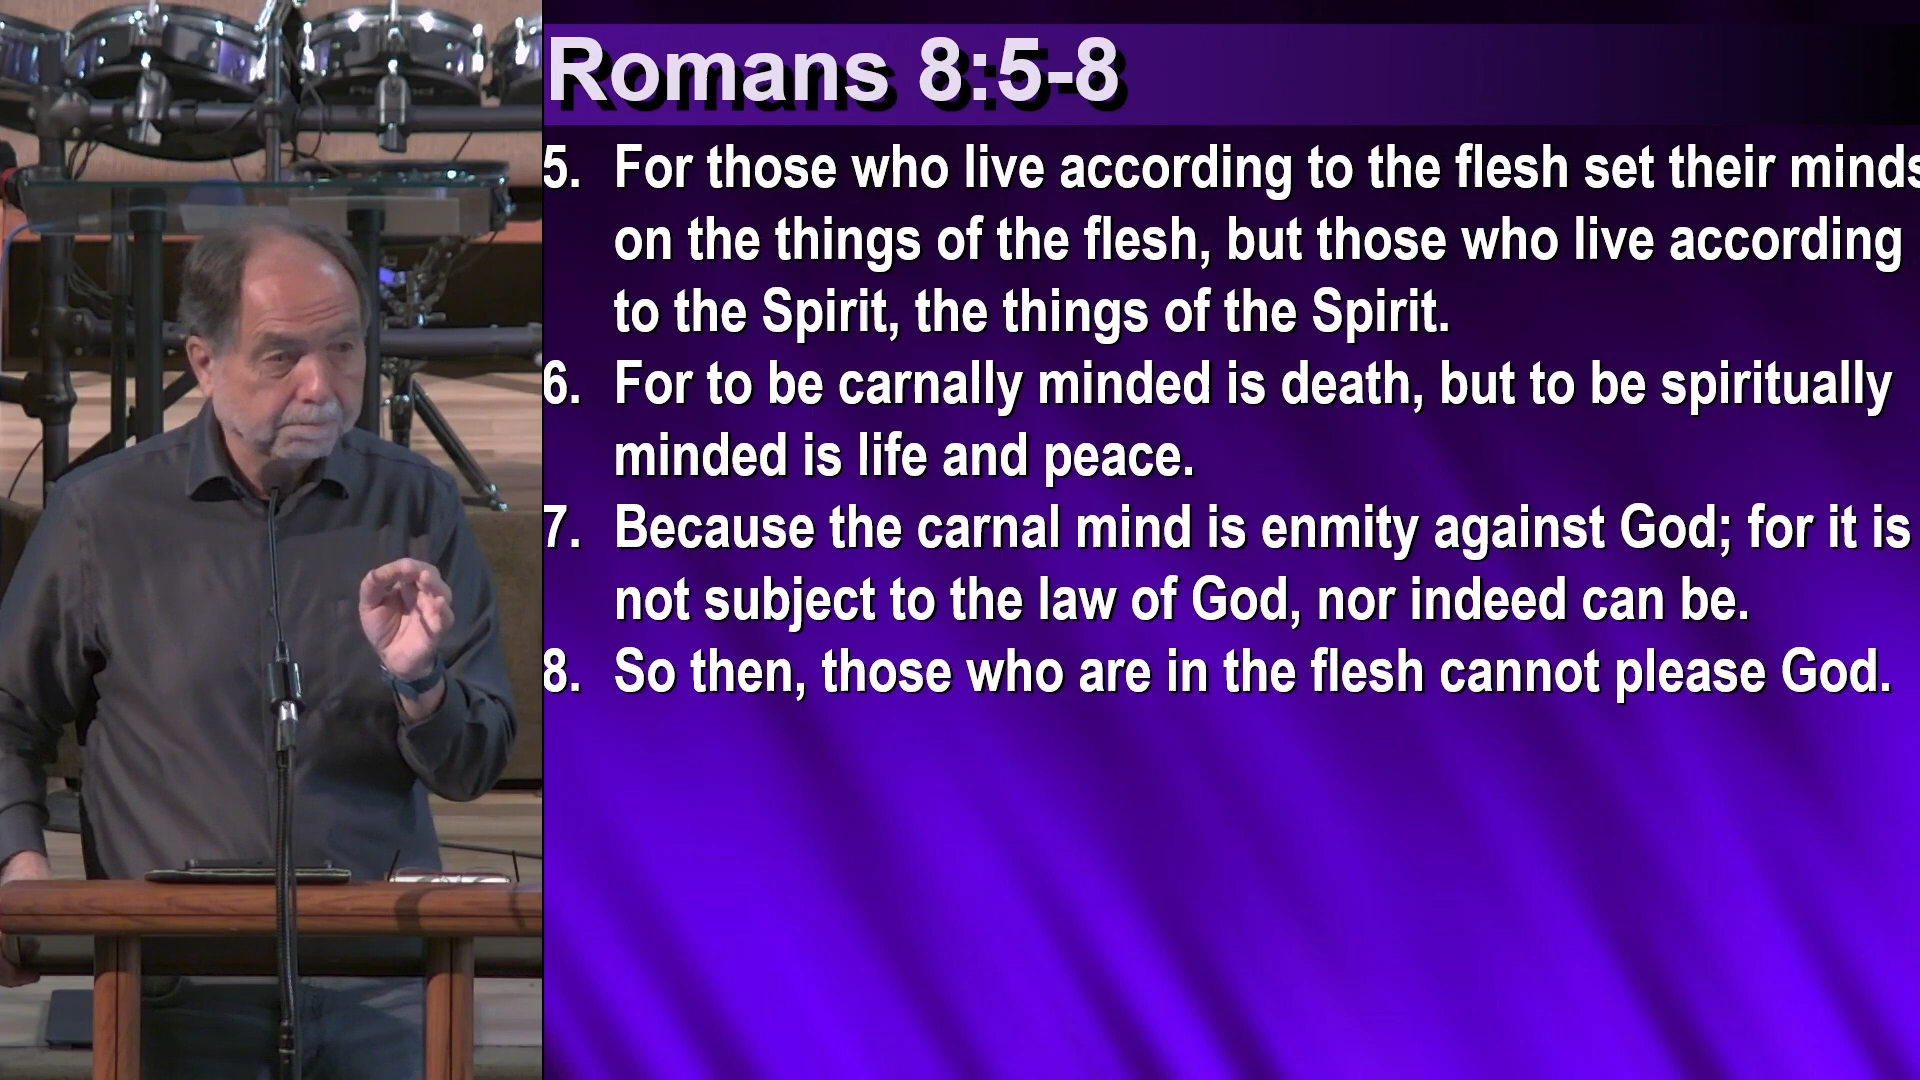 Romans 8:5-8
5. For those who live according to the flesh set their minds
on the things of the flesh, but those who live according
to the Spirit, the things of the Spirit.
6. For to be carnally minded is death, but to be spiritually
minded is life and peace.
7. Because the carnal mind is enmity against God; for it is
not subject to the law of God, nor indeed can be.
8. So then, those who are in the flesh cannot please God.
Roland